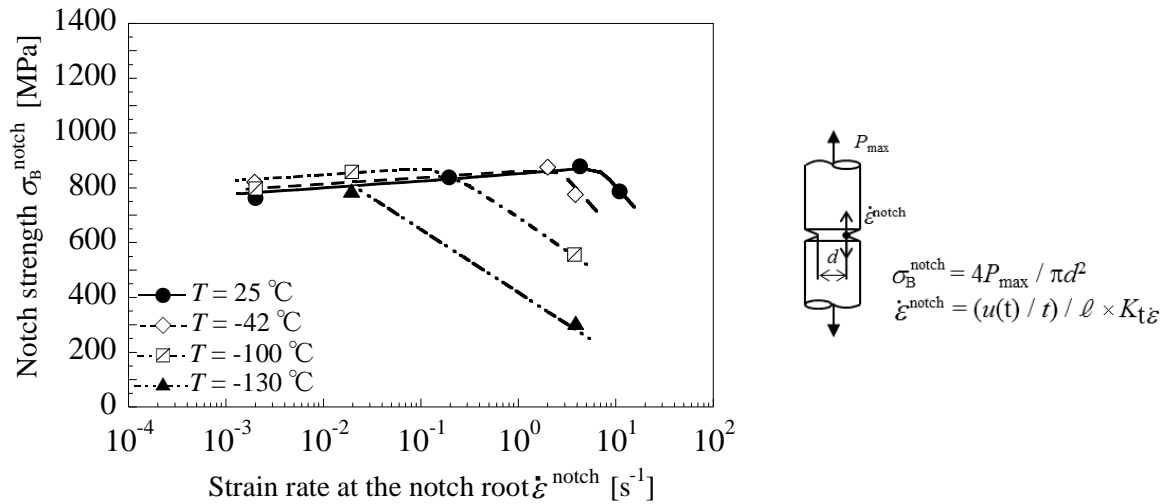 Notch strength σ_B^notch [MPa]
1400
1200
1000
800
600
400
200
0
T = 25 ℃
T = -42 ℃
T = -100 ℃
T = -130 ℃
10^-4 10^-3 10^-2 10^-1 10^0 10^1 10^2
Strain rate at the notch root ε̇^notch [s^-1]
P_max
ε̇^notch
d
σ_B^notch = 4P_max / πd^2
ε̇^notch = (u(t) / t) / ℓ × K_tε̇